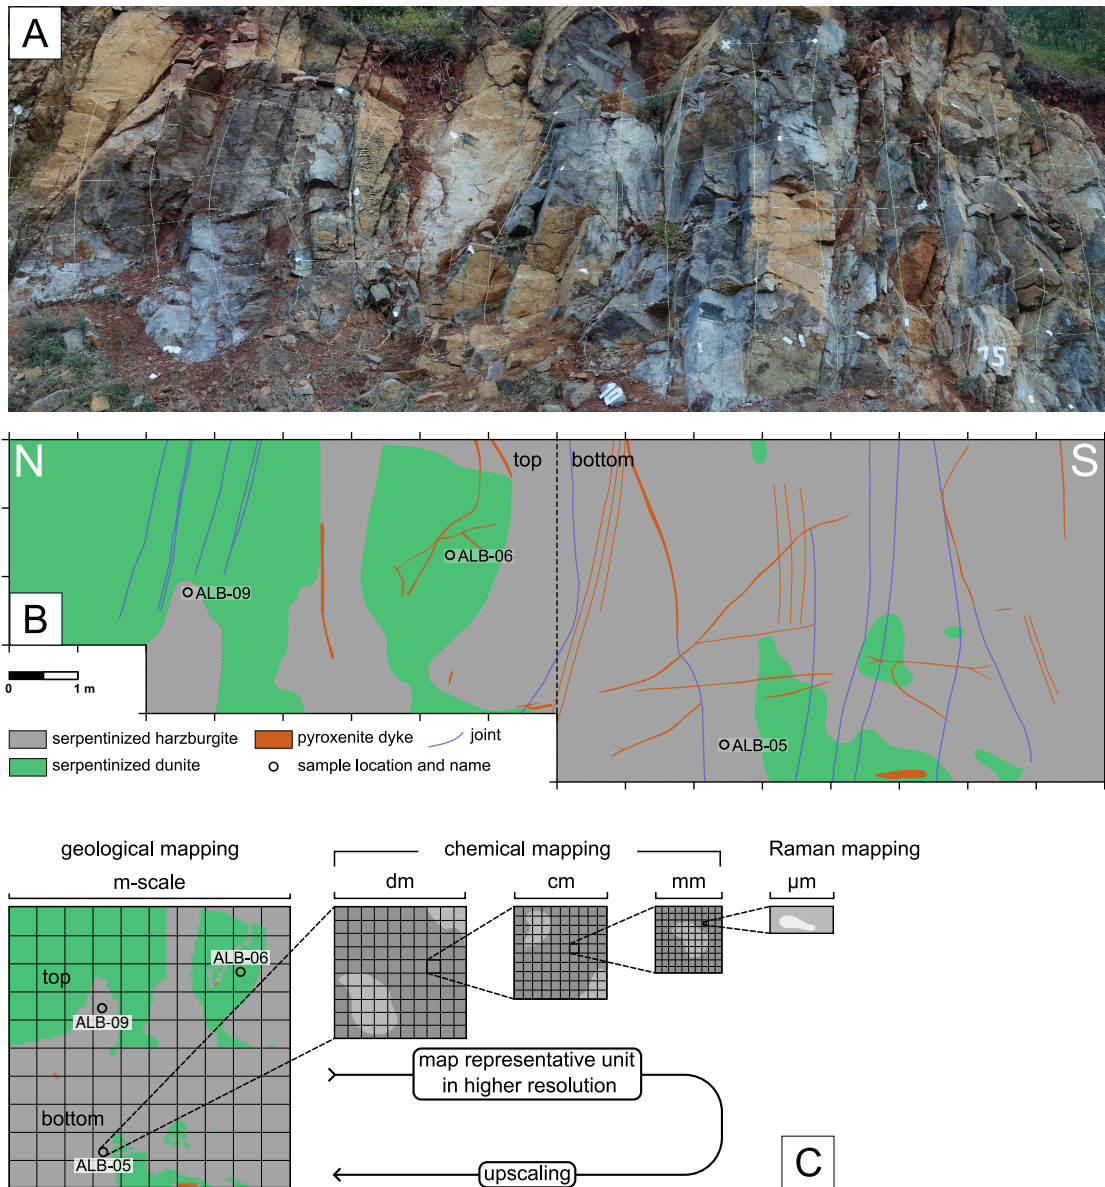 A
15
N
top
bottom
S
ALB-06
ALB-09
B
ALB-05
0 1 m
serpentinized harzburgite
pyroxenite dyke
joint
serpentinized dunite
sample location and name
geological mapping
chemical mapping
Raman mapping
m-scale
dm
cm
mm
µm
ALB-06
top
ALB-09
map representative unit
in higher resolution
bottom
ALB-05
upscaling
C